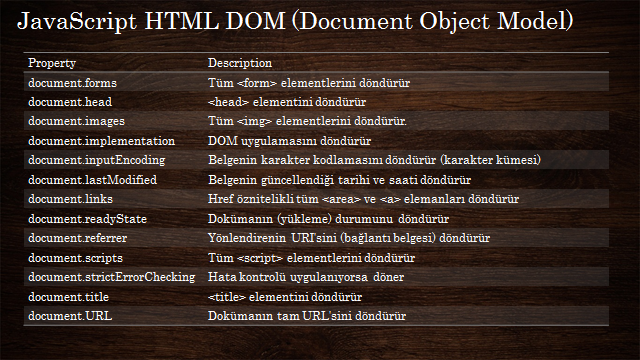 JavaScript HTML DOM (Document Object Model)
Property Description
document.forms Tüm <form> elementlerini döndürür
document.head <head> elementini döndürür
document.images Tüm <img> elementlerini döndürür.
document.implementation DOM uygulamasını döndürür
document.inputEncoding Belgenin karakter kodlamasını döndürür (karakter kümesi)
document.lastModified Belgenin güncellendiği tarihi ve saati döndürür
document.links Href öznitelikli tüm <area> ve <a> elemanları döndürür
document.readyState Dokümanın (yükleme) durumunu döndürür
document.referrer Yönlendirenin URI'sini (bağlantı belgesi) döndürür
document.scripts Tüm <script> elementlerini döndürür
document.strictErrorChecking Hata kontrolü uygulanıyorsa döner
document.title <title> elementini döndürür
document.URL Dokümanın tam URL'sini döndürür